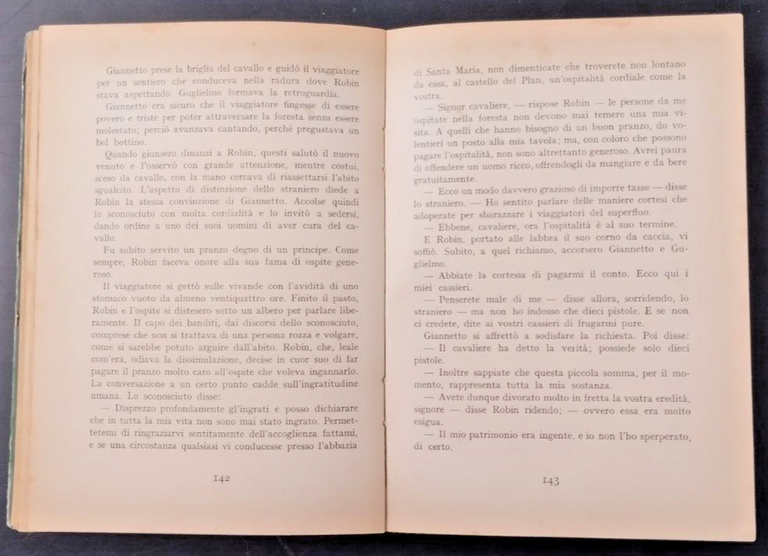 Giannetto prese la briglia del cavallo e guidò il viaggiatore
per un sentiero che conduceva nella radura dove Robin
stava aspettando. Guglielmo formava la retroguardia.
Giannetto era sicuro che il viaggiatore fingesse di essere
povero e triste per poter attraversare la foresta senza essere
molestato; perciò avanzava cantando, perchè pregustava un
bel bottino.
Quando giunsero dinanzi a Robin, questi salutò il nuovo
venuto e l'osservò con grande attenzione, mentre costui,
sceso da cavallo, con la mano cercava di riassettarsi l'abito
sgualcito. L'aspetto di distinzione dello straniero diede a
Robin la stessa convinzione di Giannetto. Accolse quindi
lo sconosciuto con molta cordialità e lo invitò a sedersi,
dando ordine a uno dei suoi uomini di aver cura del ca-
vallo.
Fu subito servito un pranzo degno di un principe. Come
sempre, Robin faceva onore alla sua fama di ospite gene-
roso.
Il viaggiatore si gettò sulle vivande con l'avidità di uno
stomaco vuoto da almeno ventiquattro ore. Finito il pasto,
Robin e l'ospite si distesero sotto un albero per parlare libe-
ramente. Il capo dei banditi, dai discorsi dello sconosciuto,
comprese che non si trattava di una persona rozza e volgare,
come si sarebbe potuto arguire dall'abito. Robin, che, leale
com'era, odiava la dissimulazione, decise in cuor suo di far
pagare il pranzo molto caro all'ospite che voleva ingannarlo.
La conversazione a un certo punto cadde sull'ingratitudine
umana. Lo sconosciuto disse:
— Disprezzo profondamente gl'ingrati e posso dichiarare
che in tutta la mia vita non sono mai stato ingrato. Permet-
tetemi di ringraziarvi sentitamente dell'accoglienza fattami,
e se una circostanza qualsiasi vi conducesse presso l'abbazia
142
di Santa Maria, non dimenticate che troverete non lontano
da essa, al castello del Plan, un'ospitalità cordiale come la
vostra.
— Signor cavaliere, — rispose Robin — le persone da me
ospitate nella foresta non devono mai temere una mia vi-
sita. A quelli che hanno bisogno di un buon pranzo, do vo-
lentieri un posto alla mia tavola; ma, con coloro che possono
pagare l'ospitalità, non sono altrettanto generoso. Avrei paura
di offendere un uomo ricco, offrendogli da mangiare e da bere
gratuitamente.
— Ecco un modo davvero grazioso di imporre tasse — disse
lo straniero. — Ho sentito parlare delle maniere cortesi che
adoperate per sbarazzare i viaggiatori del superfluo.
— Ebbene, cavaliere, ora l'ospitalità è al suo termine.
E Robin, portato alle labbra il suo corno da caccia, vi
soffiò. Subito, a quel richiamo, accorsero Giannetto e Gu-
glielmo.
— Abbiate la cortesia di pagarmi il conto. Ecco qui i
miei cassieri.
— Penserete male di me — disse allora, sorridendo, lo
straniero — ma non ho indosso che dieci pistole. E se non
ci credete, dite ai vostri cassieri di frugarmi pure.
Giannetto si affrettò a sodisfare la richiesta. Poi disse:
— Il cavaliere ha detto la verità; possiede solo dieci
pistole.
— Inoltre sappiate che questa piccola somma, per il mo-
mento, rappresenta tutta la mia sostanza.
— Avete dunque divorato molto in fretta la vostra eredità,
signore — disse Robin ridendo; — ovvero essa era molto
esigua.
— Il mio patrimonio era ingente, e io non l'ho sperperato,
di certo.
143